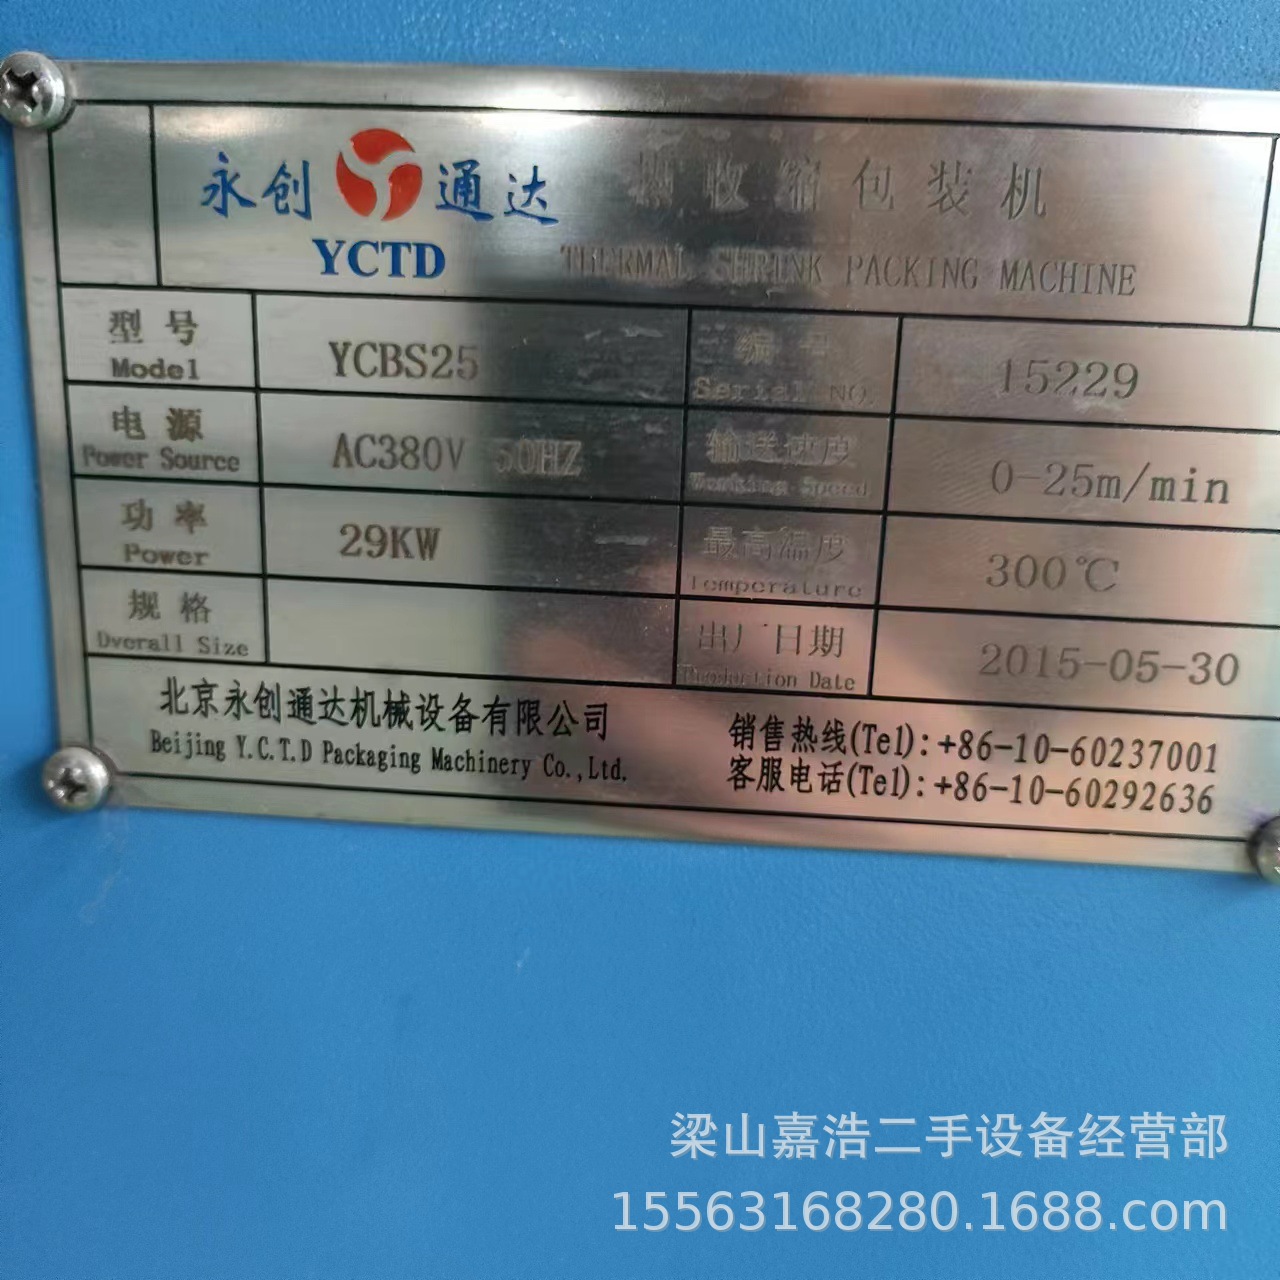 永创 通达 热收缩包装机
YCTD THERMAL SHRINK PACKING MACHINE
型号 YCBS25 编号 15229
Model Serial NO.
电源 AC380V 50HZ 输送速度 0-25m/min
Power Source Working Speed
功率 29KW 最高温度 300℃
Power Temperature
规格 出厂日期 2015-05-30
Overall Size Production Date
北京永创通达机械设备有限公司 销售热线(Tel):+86-10-60237001
Beijing Y.C.T.D Packaging Machinery Co.,Ltd. 客服电话(Tel):+86-10-60292636
梁山嘉浩二手设备经营部
15563168280.1688.com